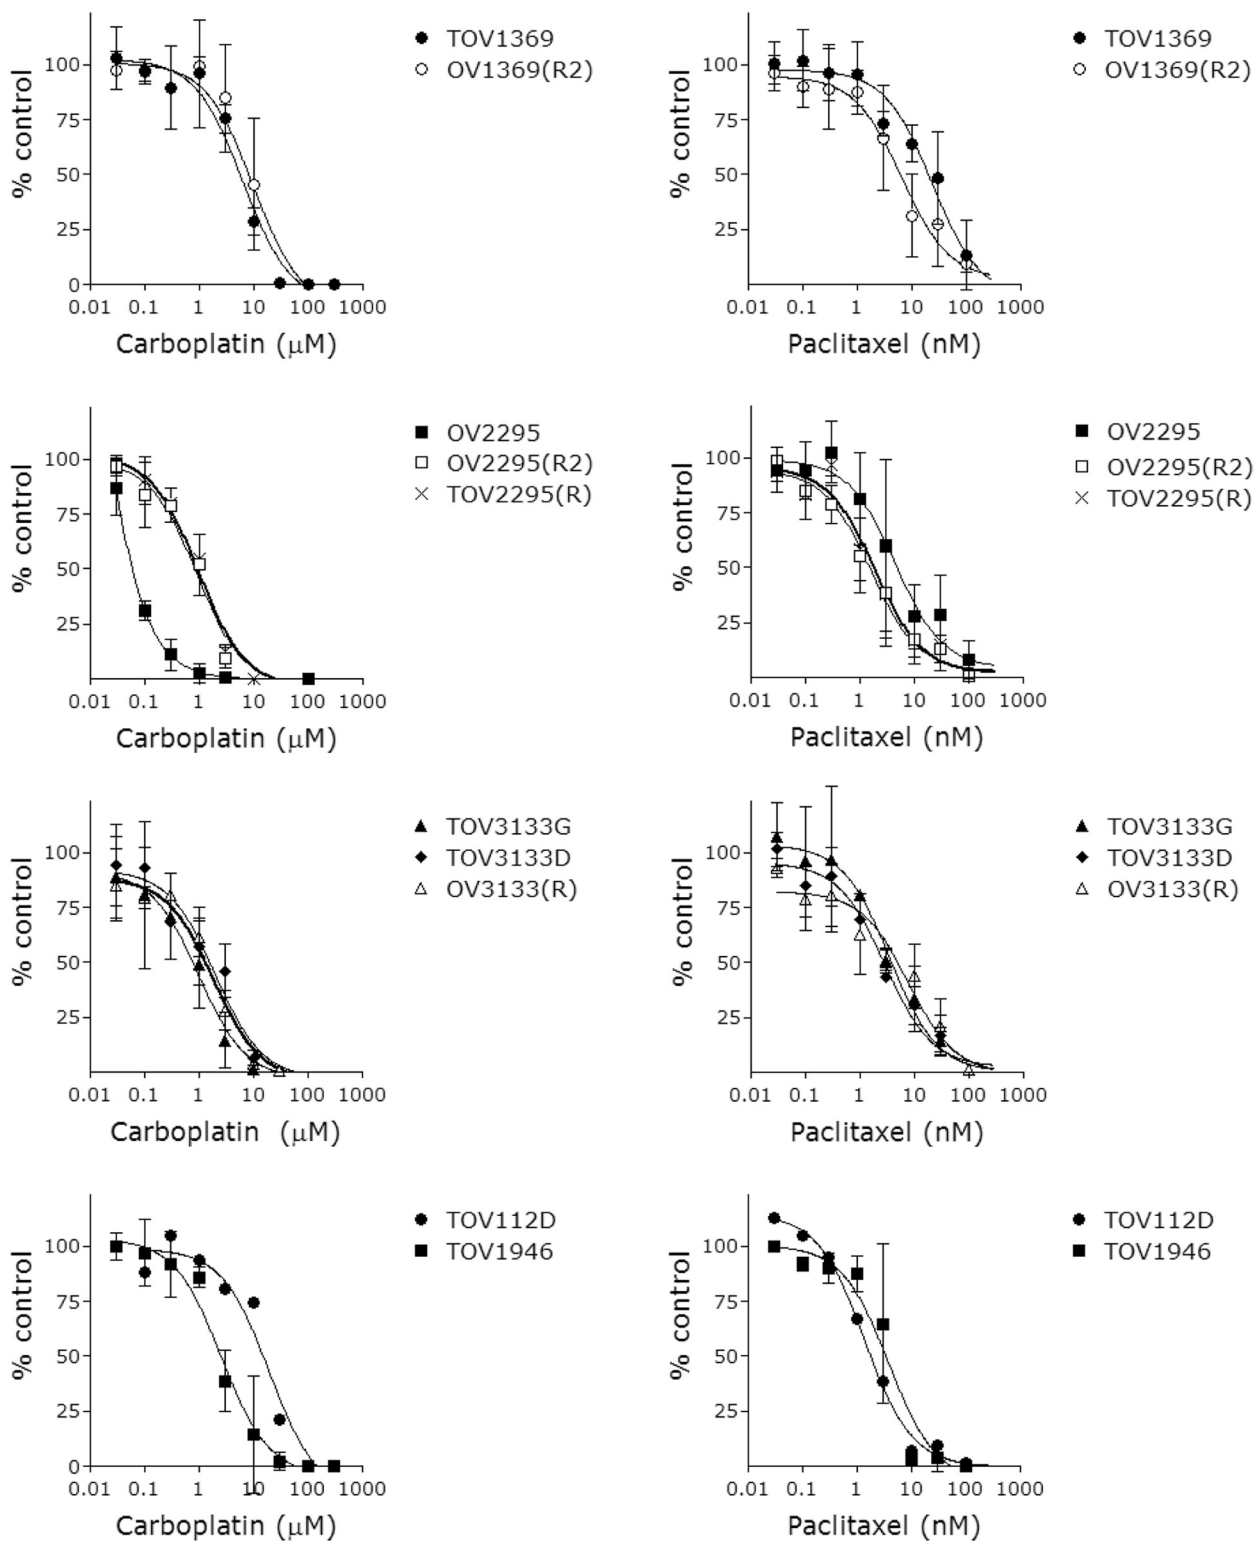 % control
100
75
50
25
0
0.01 0.1 1 10 100 1000
Carboplatin (μM)
TOV1369
OV1369(R2)
% control
100
75
50
25
0
0.01 0.1 1 10 100 1000
Paclitaxel (nM)
TOV1369
OV1369(R2)
% control
100
75
50
25
0.01 0.1 1 10 100 1000
Carboplatin (μM)
OV2295
OV2295(R2)
TOV2295(R)
% control
100
75
50
25
0.01 0.1 1 10 100 1000
Paclitaxel (nM)
OV2295
OV2295(R2)
TOV2295(R)
% control
100
75
50
25
0.01 0.1 1 10 100 1000
Carboplatin (μM)
TOV3133G
TOV3133D
OV3133(R)
% control
100
75
50
25
0.01 0.1 1 10 100 1000
Paclitaxel (nM)
TOV3133G
TOV3133D
OV3133(R)
% control
100
75
50
25
0
0.01 0.1 1 10 100 1000
Carboplatin (μM)
TOV112D
TOV1946
% control
100
75
50
25
0
0.01 0.1 1 10 100 1000
Paclitaxel (nM)
TOV112D
TOV1946